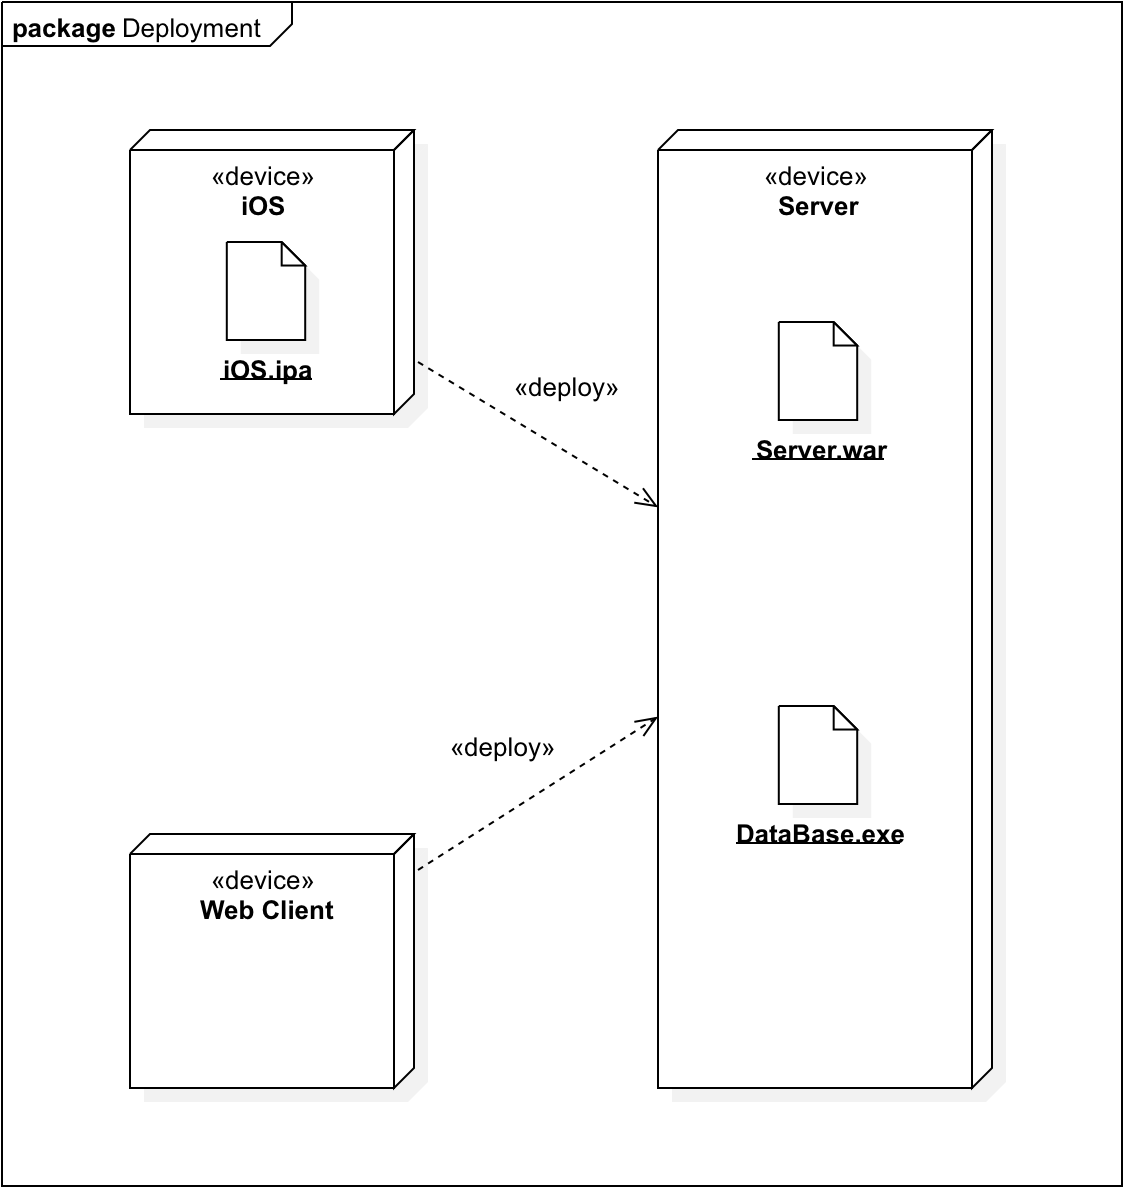 package Deployment
«device»
iOS
iOS.ipa
«deploy»
«device»
Server
Server.war
DataBase.exe
«deploy»
«device»
Web Client